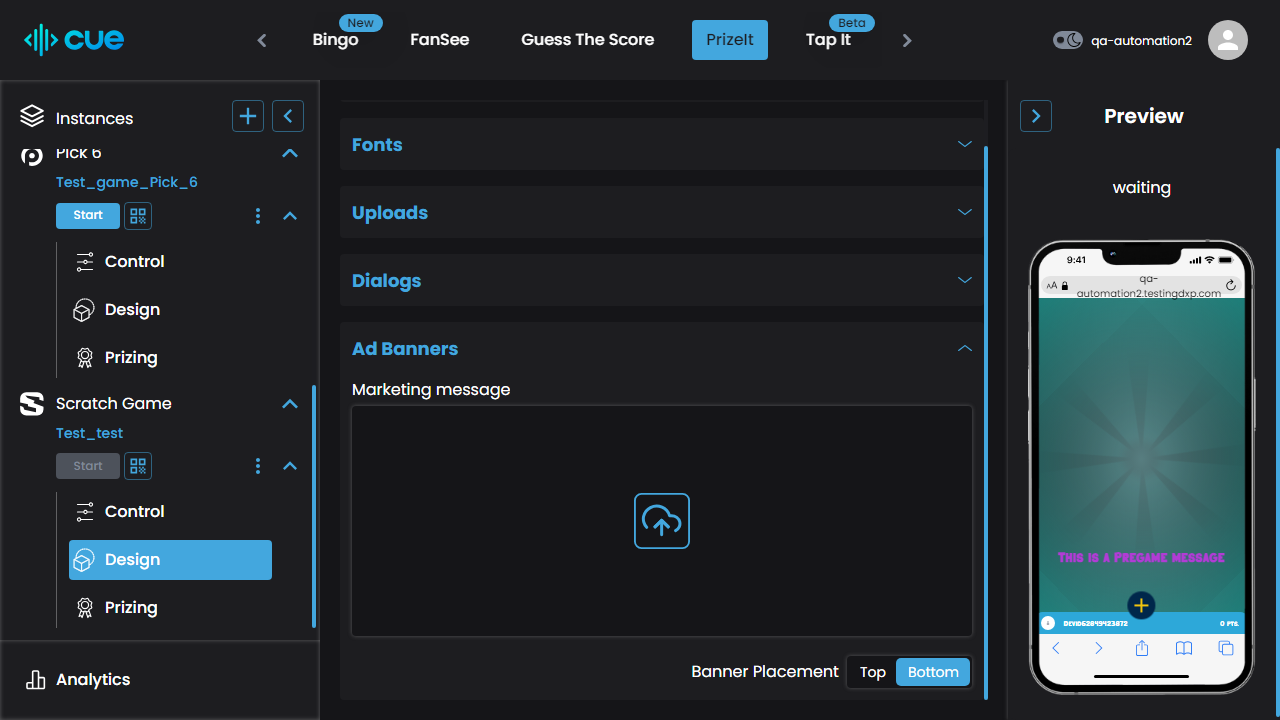 cue
Bingo
New
FanSee
Guess The Score
PrizeIt
Tap It
Beta
qa-automation2
Instances
Pick 6
Test_game_Pick_6
Start
Control
Design
Prizing
Scratch Game
Test_test
Start
Control
Design
Prizing
Analytics
Fonts
Uploads
Dialogs
Ad Banners
Marketing message
Banner Placement
Top
Bottom
Preview
waiting
9:41
AA
qa-
automation2.testingdxp.com
This is a Pregame message
DEVID62849423872
0 PTS.